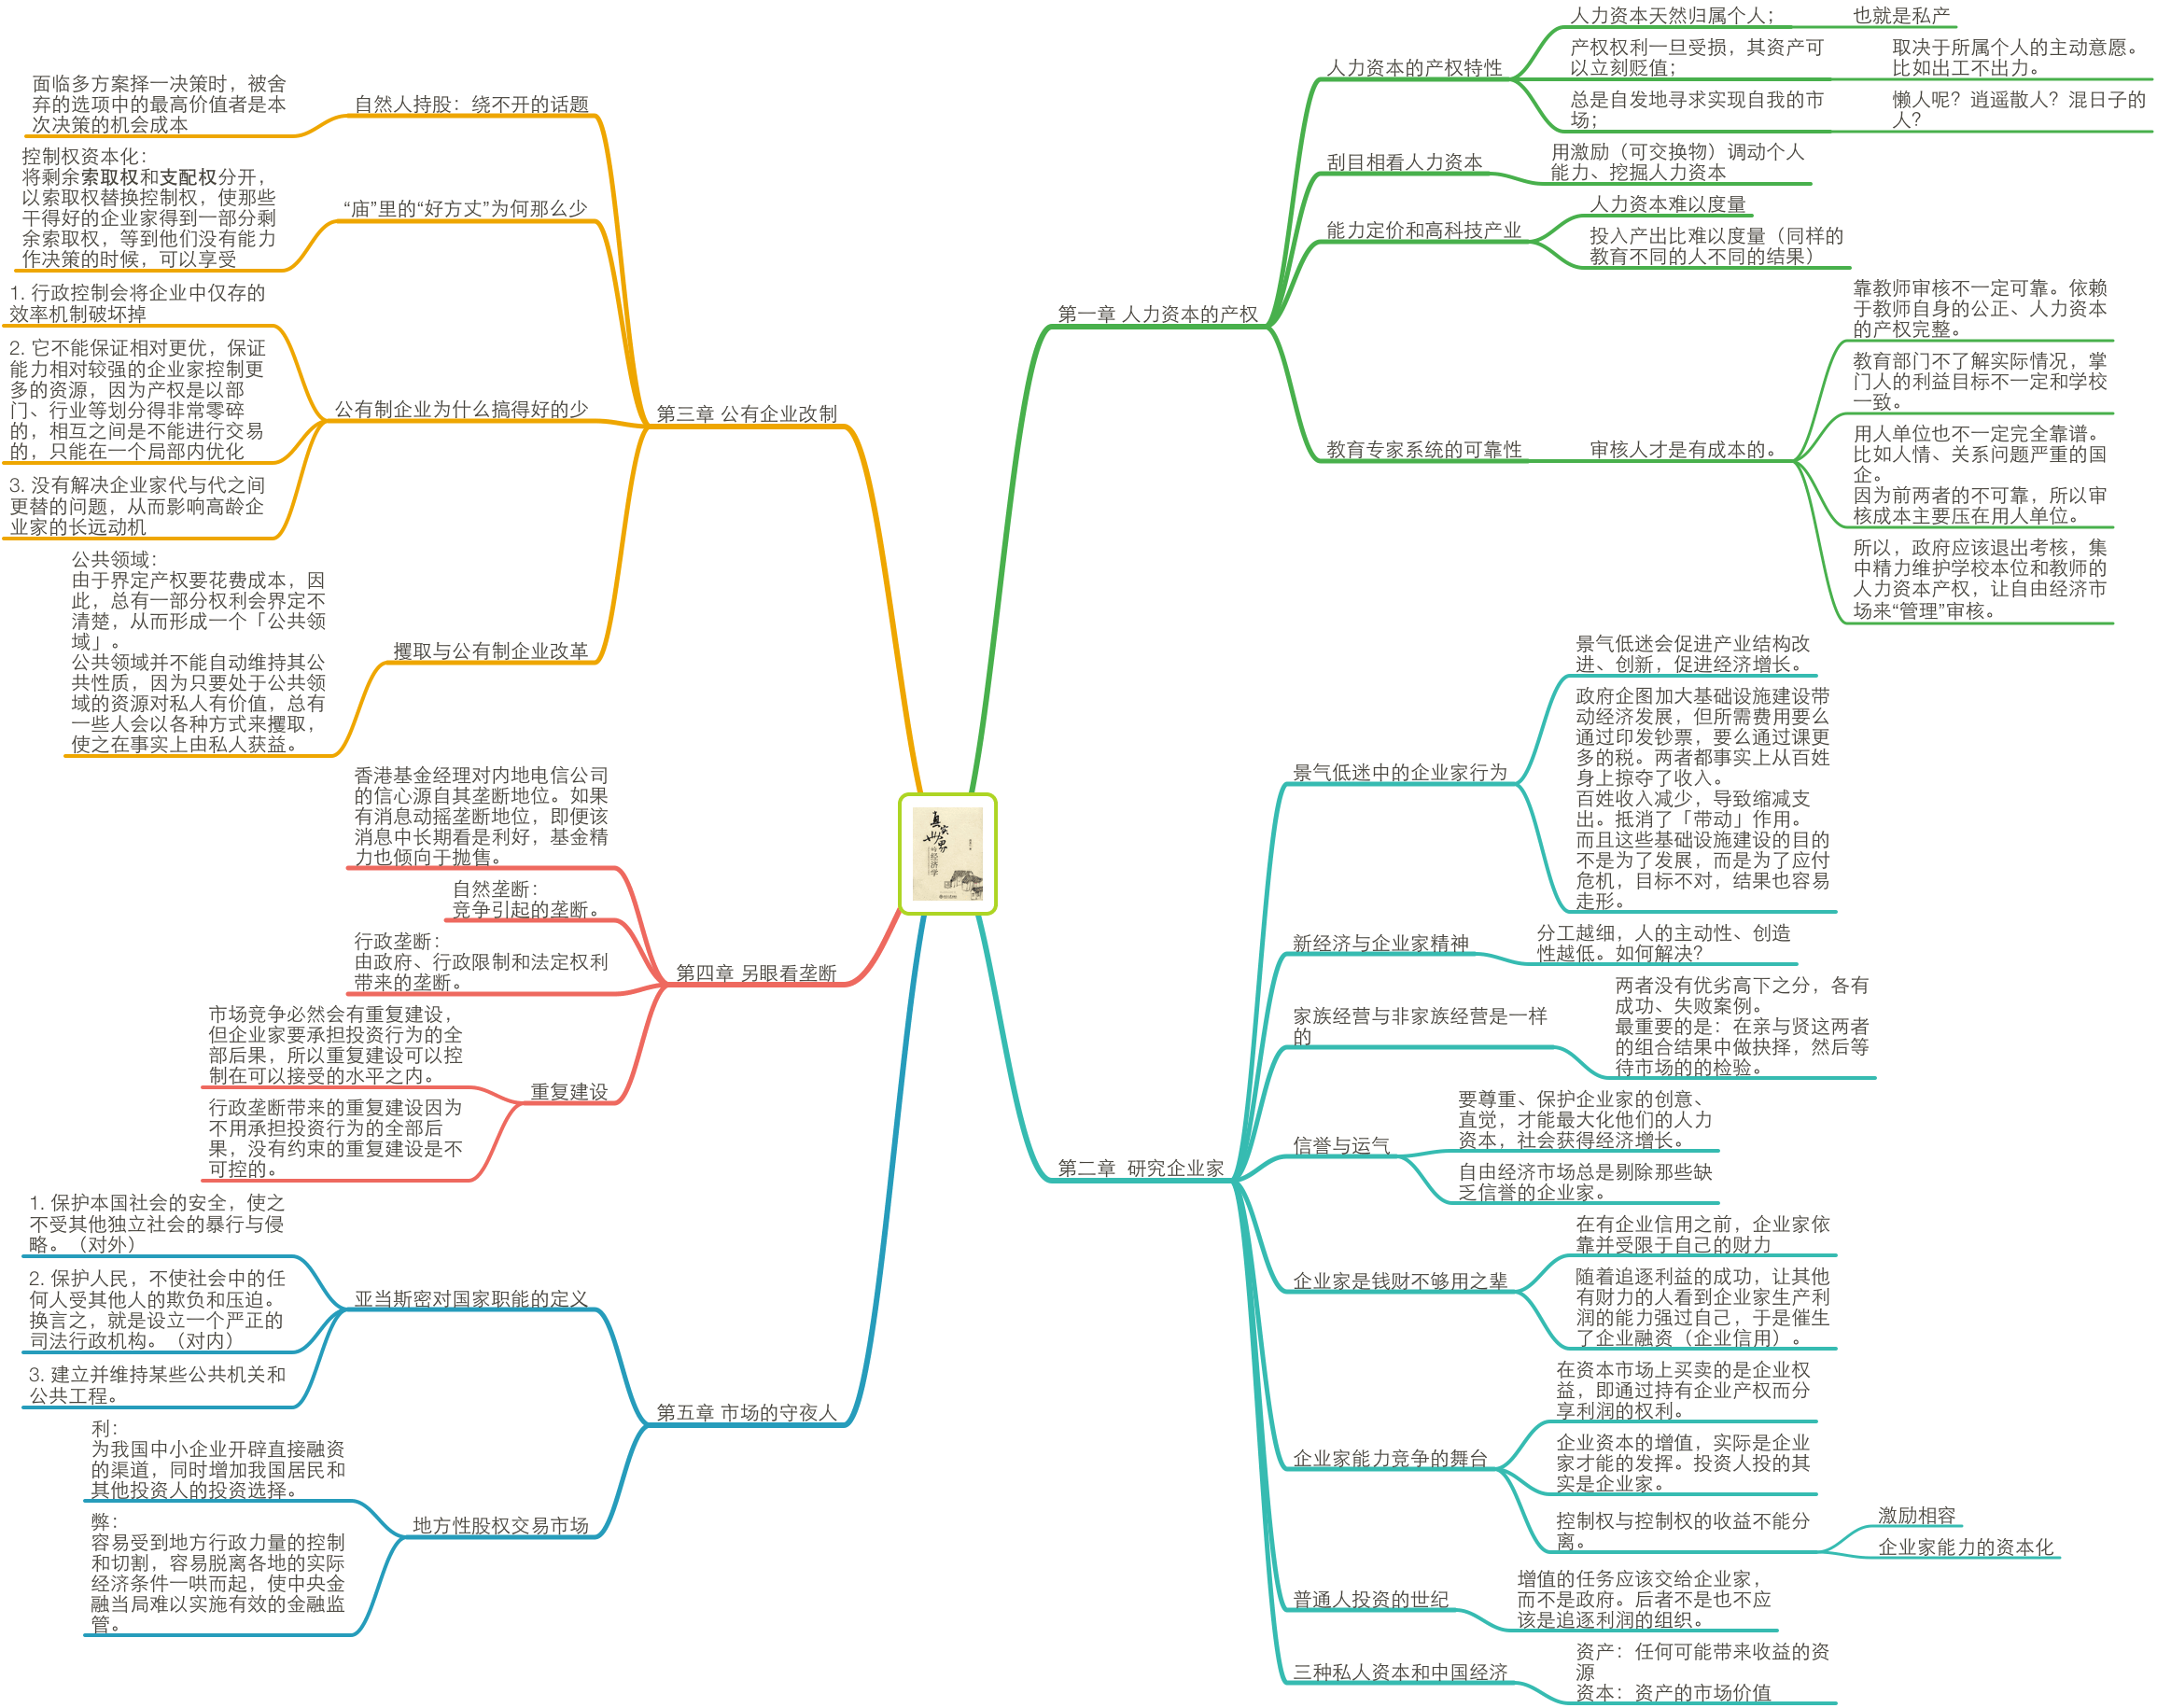 真实
世界
的
经济学
第一章 人力资本的产权
人力资本的产权特性
人力资本天然归属个人；
也就是私产
产权权利一旦受损，其资产可
以立刻贬值；
取决于所属个人的主动意愿。
比如出工不出力。
总是自发地寻求实现自我的市
场；
懒人呢？逍遥散人？混日子的
人？
刮目相看人力资本
用激励（可交换物）调动个人
能力、挖掘人力资本
能力定价和高科技产业
人力资本难以度量
投入产出比难以度量（同样的
教育不同的人不同的结果）
教育专家系统的可靠性
审核人才是有成本的。
靠教师审核不一定可靠。依赖
于教师自身的公正、人力资本
的产权完整。
教育部门不了解实际情况，掌
门人的利益目标不一定和学校
一致。
用人单位也不一定完全靠谱。
比如人情、关系问题严重的国
企。
因为前两者的不可靠，所以审
核成本主要压在用人单位。
所以，政府应该退出考核，集
中精力维护学校本位和教师的
人力资本产权，让自由经济市
场来“管理”审核。
第二章  研究企业家
景气低迷中的企业家行为
景气低迷会促进产业结构改
进、创新，促进经济增长。
政府企图加大基础设施建设带
动经济发展，但所需费用要么
通过印发钞票，要么通过课更
多的税。两者都事实上从百姓
身上掠夺了收入。
百姓收入减少，导致缩减支
出。抵消了「带动」作用。
而且这些基础设施建设的目的
不是为了发展，而是为了应付
危机，目标不对，结果也容易
走形。
新经济与企业家精神
分工越细，人的主动性、创造
性越低。如何解决？
家族经营与非家族经营是一样
的
两者没有优劣高下之分，各有
成功、失败案例。
最重要的是：在亲与贤这两者
的组合结果中做抉择，然后等
待市场的的检验。
信誉与运气
要尊重、保护企业家的创意、
直觉，才能最大化他们的人力
资本，社会获得经济增长。
自由经济市场总是剔除那些缺
乏信誉的企业家。
企业家是钱财不够用之辈
在有企业信用之前，企业家依
靠并受限于自己的财力
随着追逐利益的成功，让其他
有财力的人看到企业家生产利
润的能力强过自己，于是催生
了企业融资（企业信用）。
企业家能力竞争的舞台
在资本市场上买卖的是企业权
益，即通过持有企业产权而分
享利润的权利。
企业资本的增值，实际是企业
家才能的发挥。投资人投的其
实是企业家。
控制权与控制权的收益不能分
离。
激励相容
企业家能力的资本化
普通人投资的世纪
增值的任务应该交给企业家，
而不是政府。后者不是也不应
该是追逐利润的组织。
三种私人资本和中国经济
资产：任何可能带来收益的资
源
资本：资产的市场价值
第三章 公有企业改制
自然人持股：绕不开的话题
面临多方案择一决策时，被舍
弃的选项中的最高价值者是本
次决策的机会成本
“庙”里的“好方丈”为何那么少
控制权资本化：
将剩余索取权和支配权分开，
以索取权替换控制权，使那些
干得好的企业家得到一部分剩
余索取权，等到他们没有能力
作决策的时候，可以享受
公有制企业为什么搞得好的少
1. 行政控制会将企业中仅存的
效率机制破坏掉
2. 它不能保证相对更优，保证
能力相对较强的企业家控制更
多的资源，因为产权是以部
门、行业等划分得非常零碎
的，相互之间是不能进行交易
的，只能在一个局部内优化
3. 没有解决企业家代与代之间
更替的问题，从而影响高龄企
业家的长远动机
攫取与公有制企业改革
公共领域：
由于界定产权要花费成本，因
此，总有一部分权利会界定不
清楚，从而形成一个「公共领
域」。
公共领域并不能自动维持其公
共性质，因为只要处于公共领
域的资源对私人有价值，总有
一些人会以各种方式来攫取，
使之在事实上由私人获益。
第四章 另眼看垄断
香港基金经理对内地电信公司
的信心源自其垄断地位。如果
有消息动摇垄断地位，即便该
消息中长期看是利好，基金精
力也倾向于抛售。
自然垄断：
竞争引起的垄断。
行政垄断：
由政府、行政限制和法定权利
带来的垄断。
重复建设
市场竞争必然会有重复建设，
但企业家要承担投资行为的全
部后果，所以重复建设可以控
制在可以接受的水平之内。
行政垄断带来的重复建设因为
不用承担投资行为的全部后
果，没有约束的重复建设是不
可控的。
第五章 市场的守夜人
亚当斯密对国家职能的定义
1. 保护本国社会的安全，使之
不受其他独立社会的暴行与侵
略。（对外）
2. 保护人民，不使社会中的任
何人受其他人的欺负和压迫。
换言之，就是设立一个严正的
司法行政机构。（对内）
3. 建立并维持某些公共机关和
公共工程。
地方性股权交易市场
利：
为我国中小企业开辟直接融资
的渠道，同时增加我国居民和
其他投资人的投资选择。
弊：
容易受到地方行政力量的控制
和切割，容易脱离各地的实际
经济条件一哄而起，使中央金
融当局难以实施有效的金融监
管。